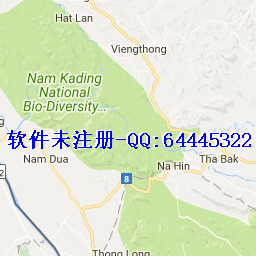 Hat Lan
Viengthong
Nam Kading
National
Bio-Diversity...
软件未注册-QQ:64445322
Nam Dua
Na Hin
Tha Bak
8
2
Thong Long